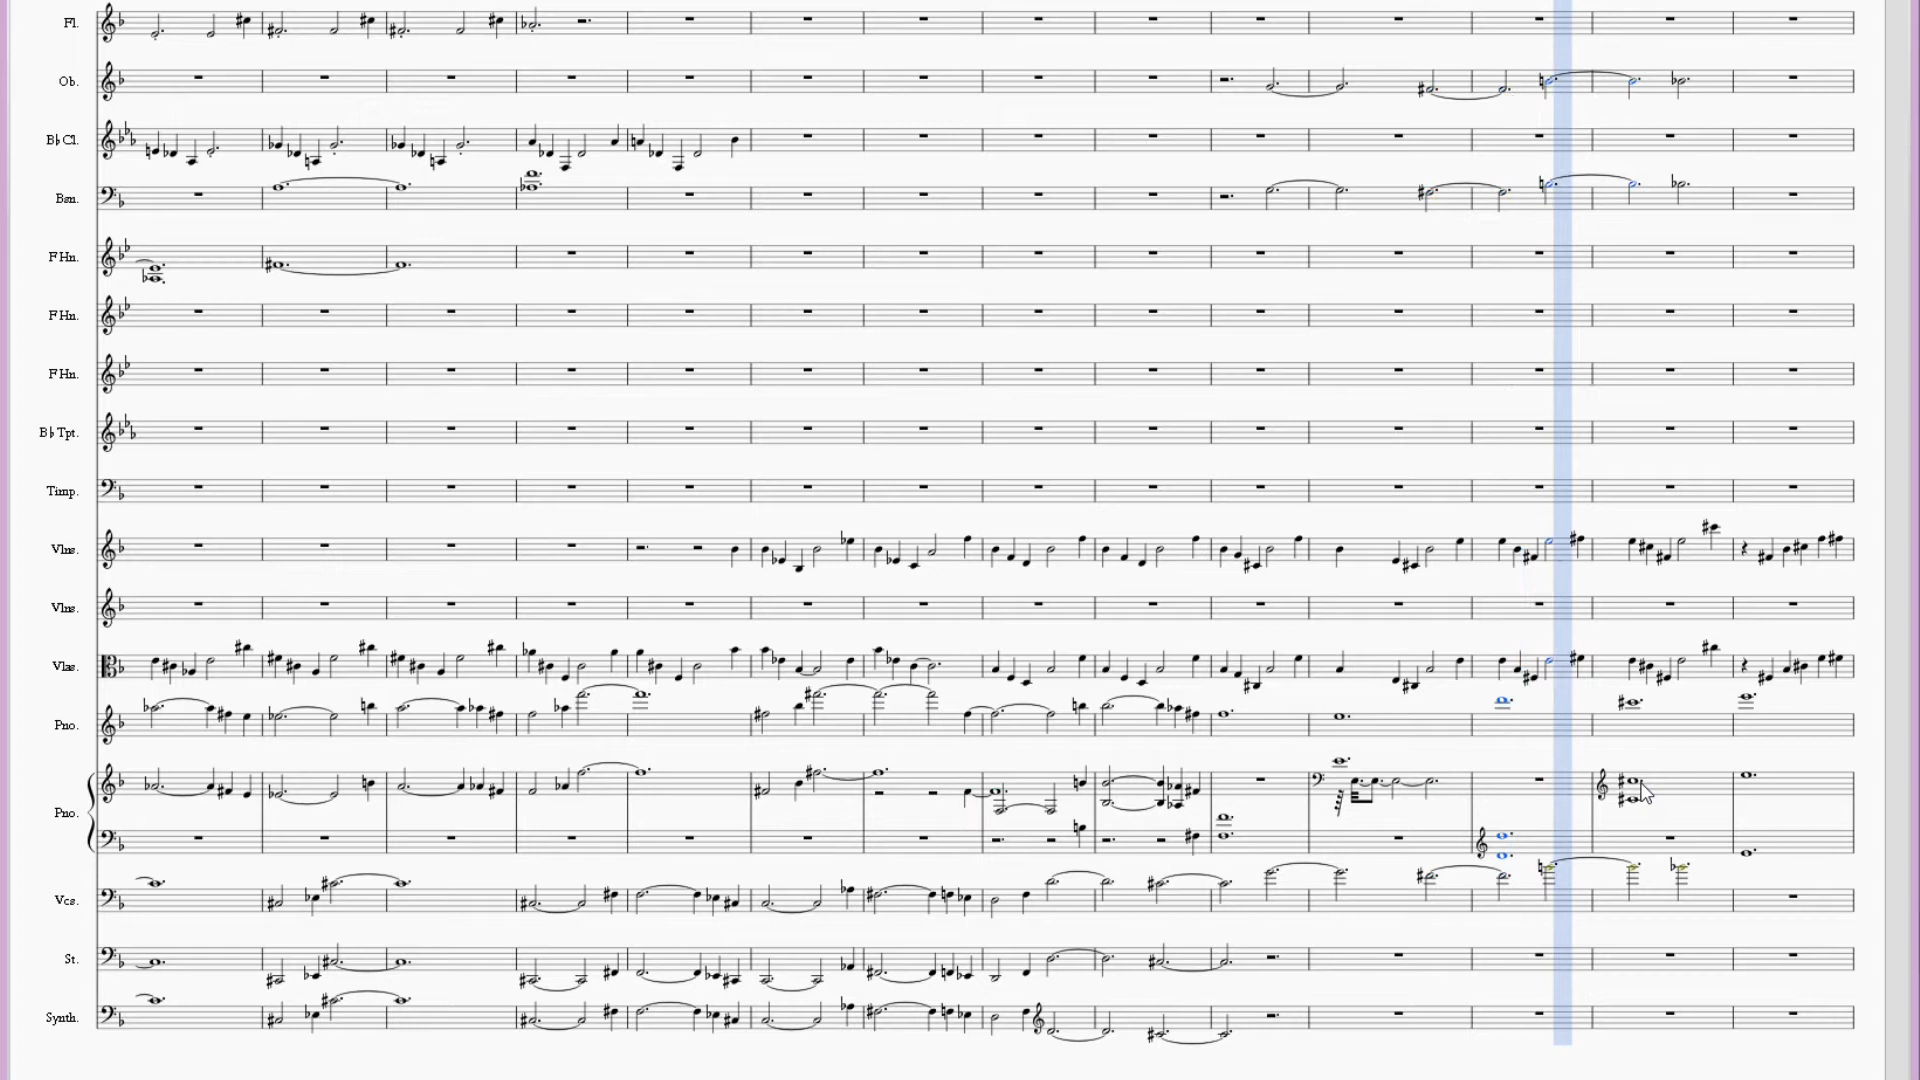 Fl.
Ob.
B♭ Cl.
Bsn.
F Hn.
F Hn.
F Hn.
B♭ Tpt.
Timp.
Vlns.
Vlns.
Vlas.
Pno.
Pno.
Vcs.
St.
Synth.